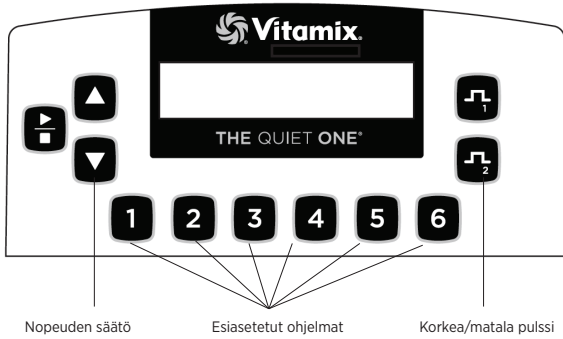 Vitamix.
THE QUIET ONE®
1
2
1 2 3 4 5 6
Nopeuden säätö Esiasetetut ohjelmat Korkea/matala pulssi